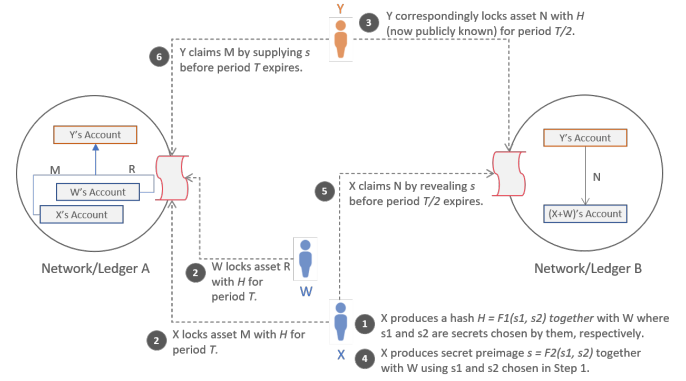 Y
3 Y correspondingly locks asset N with H
(now publicly known) for period T/2.
6 Y claims M by supplying s
before period T expires.
Y's Account
M
R
W's Account
X's Account
Network/Ledger A
Y's Account
N
(X+W)'s Account
Network/Ledger B
5 X claims N by revealing s
before period T/2 expires.
2 W locks asset R
with H for
period T.
W
2 X locks asset M with H for
period T.
X
1 X produces a hash H = F1(s1, s2) together with W where
s1 and s2 are secrets chosen by them, respectively.
4 X produces secret preimage s = F2(s1, s2) together
with W using s1 and s2 chosen in Step 1.